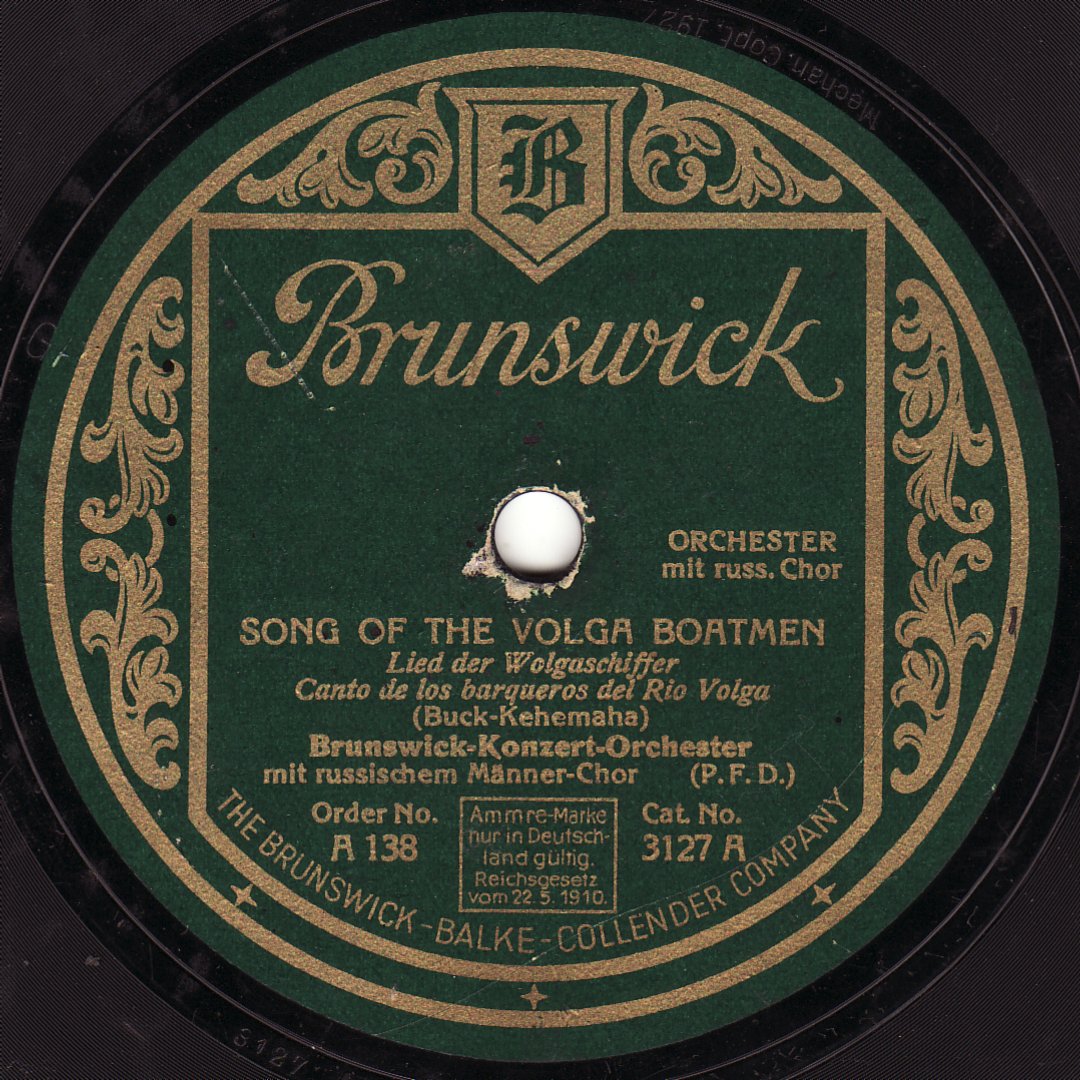 Mechan. Copt. 1927
B
Brunswick
ORCHESTER
mit russ. Chor
SONG OF THE VOLGA BOATMEN
Lied der Wolgaschiffer
Canto de los barqueros del Rio Volga
(Buck-Kehemaha)
Brunswick-Konzert-Orchester
mit russischem Männer-Chor (P.F.D.)
Order No.
A 138
Ammre-Marke
nur in Deutsch-
land gültig.
Reichsgesetz
vom 22.5.1910.
Cat. No.
3127 A
THE BRUNSWICK-BALKE-COLLENDER COMPANY
3127